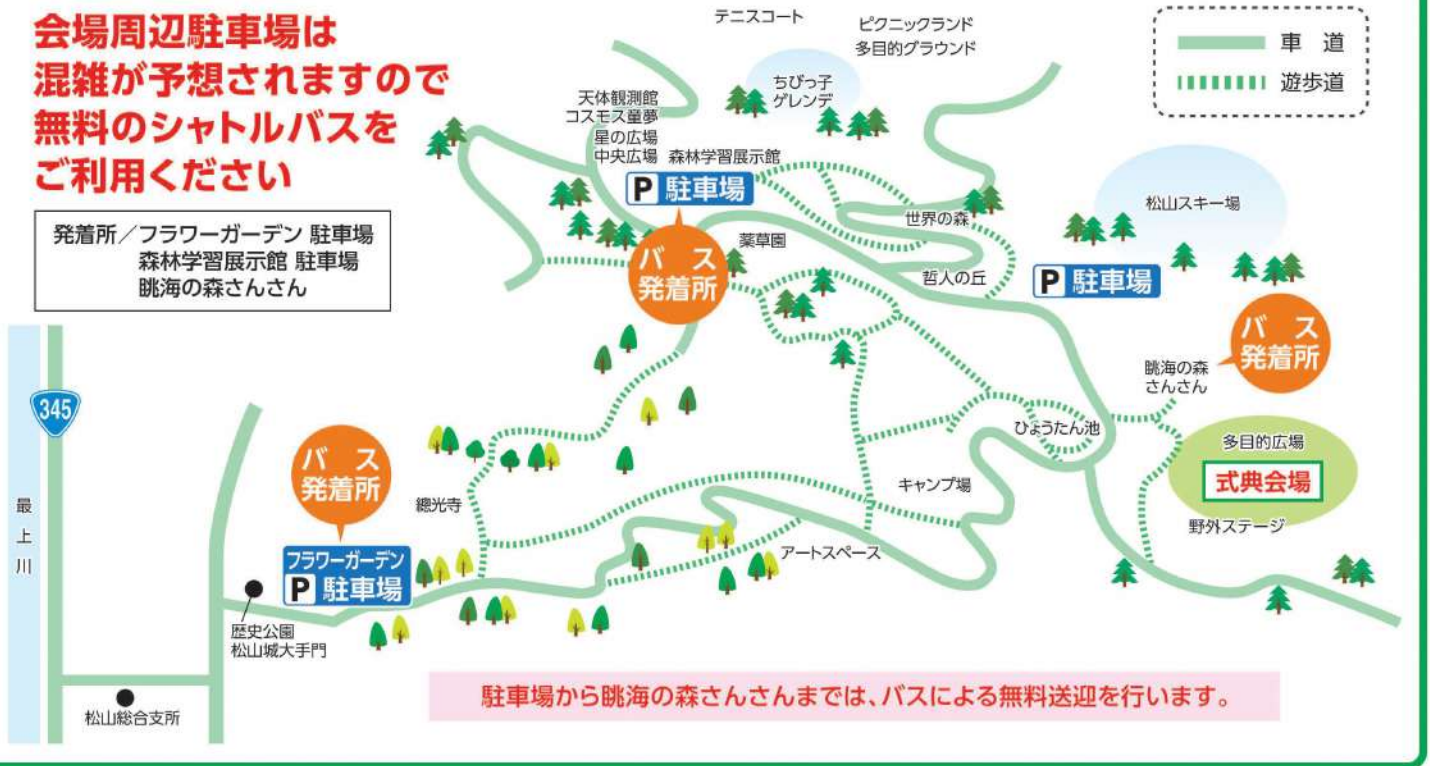 会場周辺駐車場は
混雑が予想されますので
無料のシャトルバスを
ご利用ください
発着所／フラワーガーデン 駐車場
森林学習展示館 駐車場
眺海の森さんさん
テニスコート
ピクニックランド
多目的グラウンド
車 道
遊歩道
ちびっ子
ゲレンデ
天体観測館
コスモス童夢
星の広場
中央広場
森林学習展示館
P 駐車場
バス
発着所
薬草園
世界の森
哲人の丘
松山スキー場
P 駐車場
バス
発着所
眺海の森
さんさん
345
最上川
バス
発着所
フラワーガーデン
P 駐車場
總光寺
ひょうたん池
キャンプ場
アートスペース
多目的広場
式典会場
野外ステージ
歴史公園
松山城大手門
松山総合支所
駐車場から眺海の森さんさんまでは、バスによる無料送迎を行います。